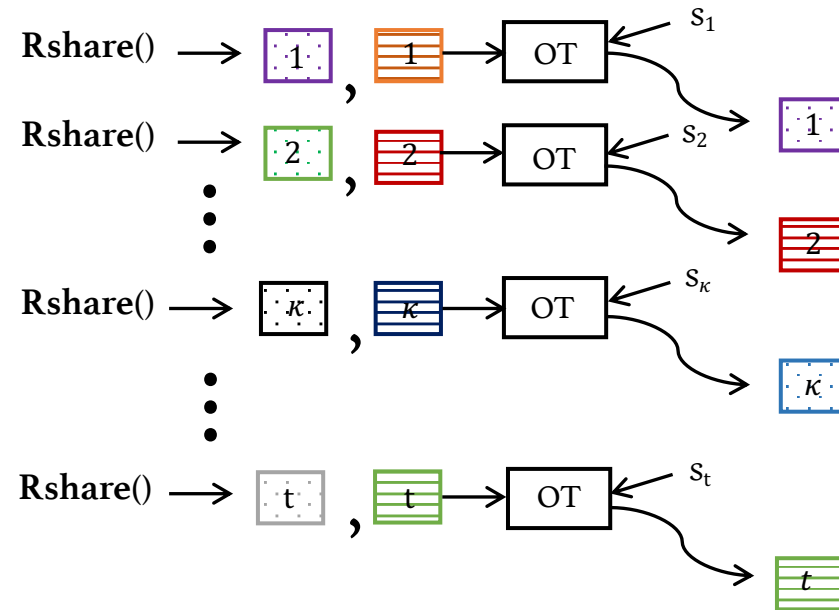 Rshare() 1 , 1 OT s₁
1
Rshare() 2 , 2 OT s₂
2
Rshare() κ , κ OT sκ
κ
Rshare() t , t OT sₜ
t